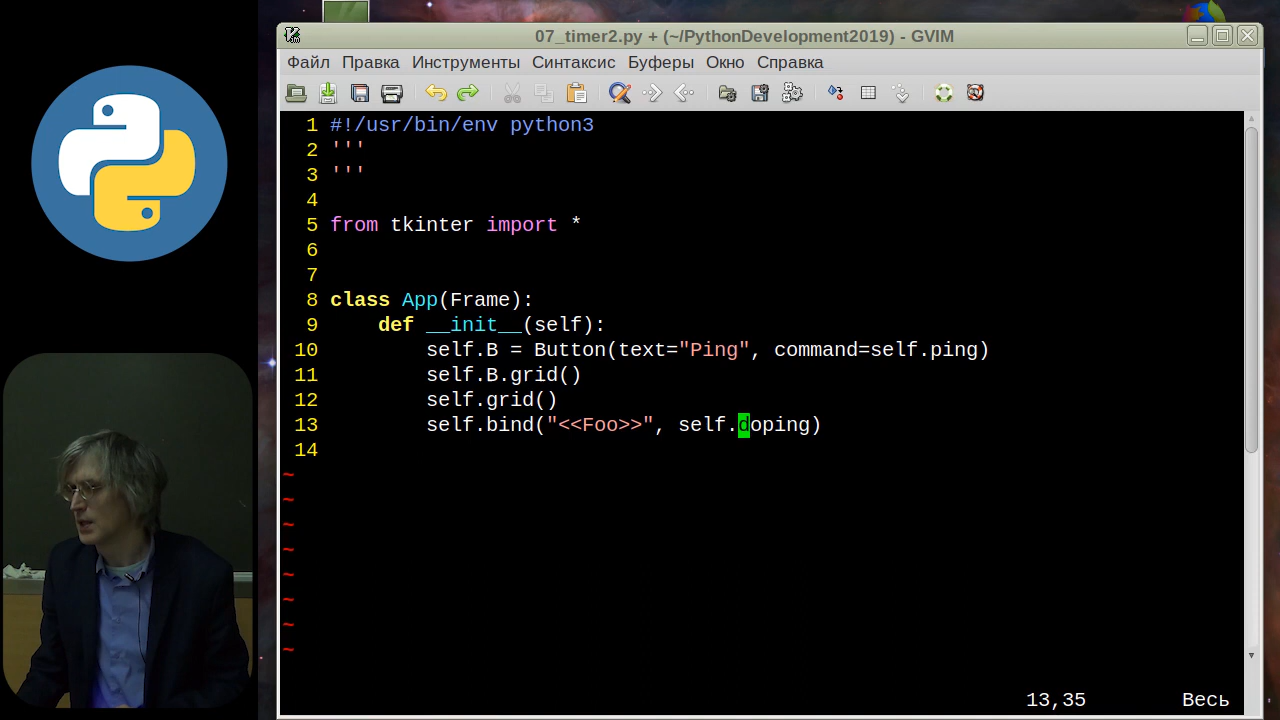 07_timer2.py + (~/PythonDevelopment2019) - GVIM
Файл Правка Инструменты Синтаксис Буферы Окно Справка
1 #!/usr/bin/env python3
2 '''
3 '''
4
5 from tkinter import *
6
7
8 class App(Frame):
9     def __init__(self):
10         self.B = Button(text="Ping", command=self.ping)
11         self.B.grid()
12         self.grid()
13         self.bind("<<Foo>>", self.doping)
14
~
~
~
~
~
~
~
~
13,35 Весь